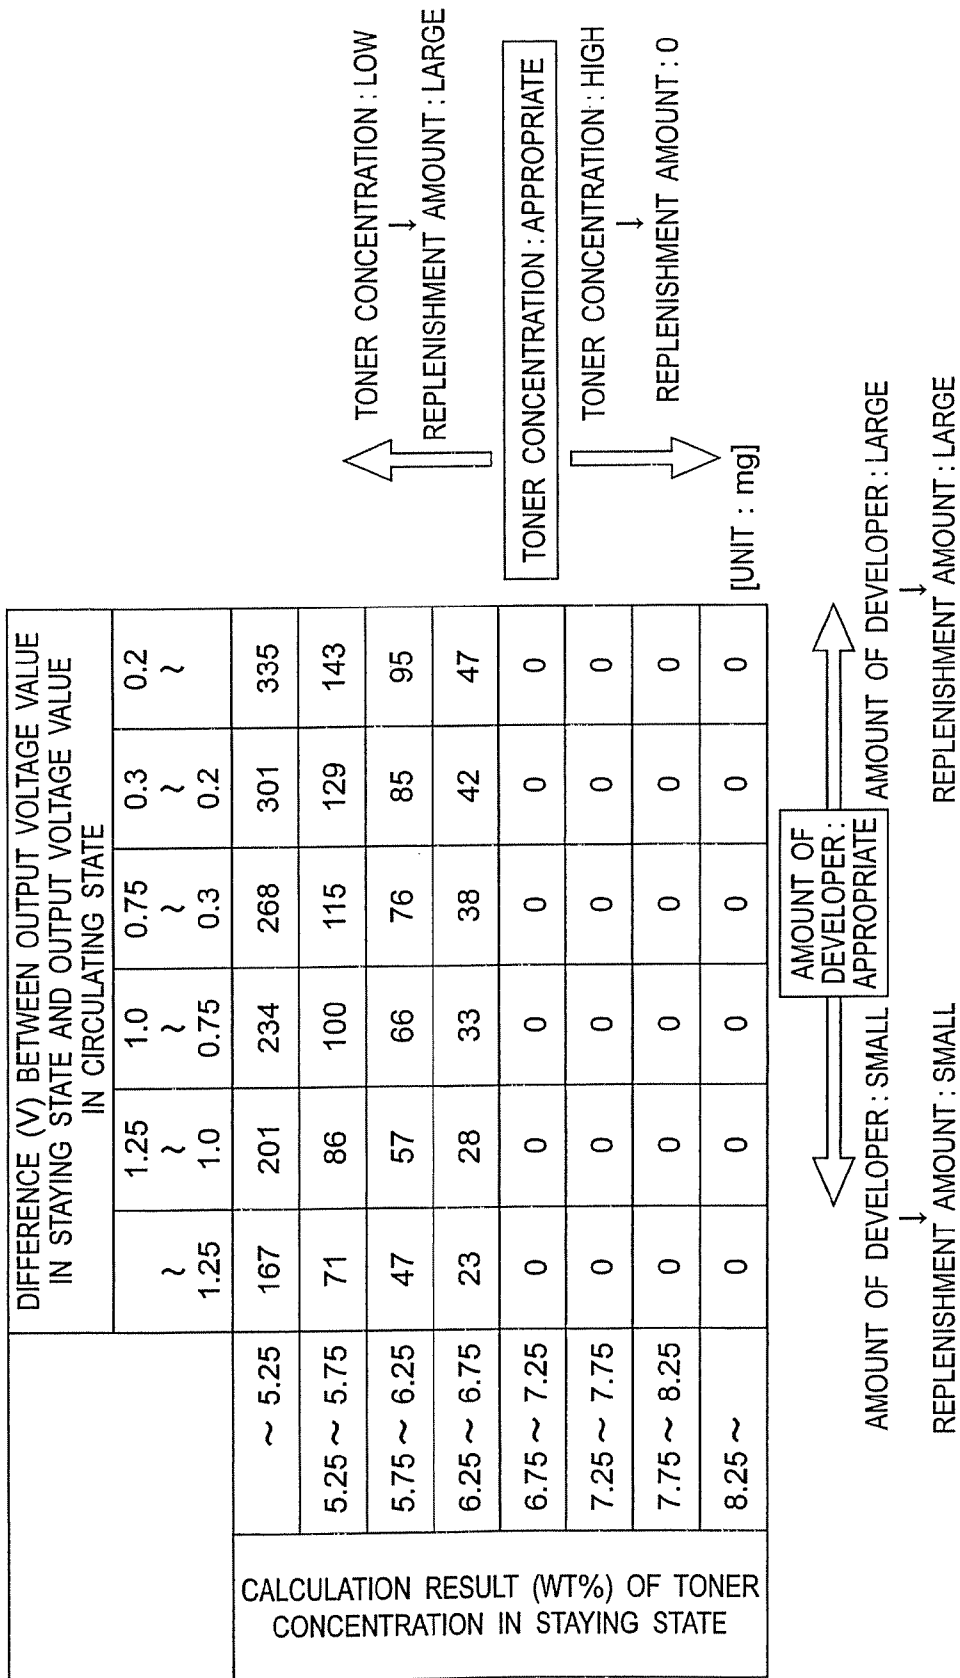 DIFFERENCE (V) BETWEEN OUTPUT VOLTAGE VALUE
IN STAYING STATE AND OUTPUT VOLTAGE VALUE
IN CIRCULATING STATE
~ 1.25
1.25 ~ 1.0
1.0 ~ 0.75
0.75 ~ 0.3
0.3 ~ 0.2
0.2 ~
CALCULATION RESULT (WT%) OF TONER
CONCENTRATION IN STAYING STATE
~ 5.25 167 201 234 268 301 335
5.25 ~ 5.75 71 86 100 115 129 143
5.75 ~ 6.25 47 57 66 76 85 95
6.25 ~ 6.75 23 28 33 38 42 47
6.75 ~ 7.25 0 0 0 0 0 0
7.25 ~ 7.75 0 0 0 0 0 0
7.75 ~ 8.25 0 0 0 0 0 0
8.25 ~ 0 0 0 0 0 0
TONER CONCENTRATION : LOW
↓
REPLENISHMENT AMOUNT : LARGE
TONER CONCENTRATION : APPROPRIATE
TONER CONCENTRATION : HIGH
↓
REPLENISHMENT AMOUNT : 0
[UNIT : mg]
AMOUNT OF
DEVELOPER :
APPROPRIATE
AMOUNT OF DEVELOPER : SMALL
↓
REPLENISHMENT AMOUNT : SMALL
AMOUNT OF DEVELOPER : LARGE
↓
REPLENISHMENT AMOUNT : LARGE